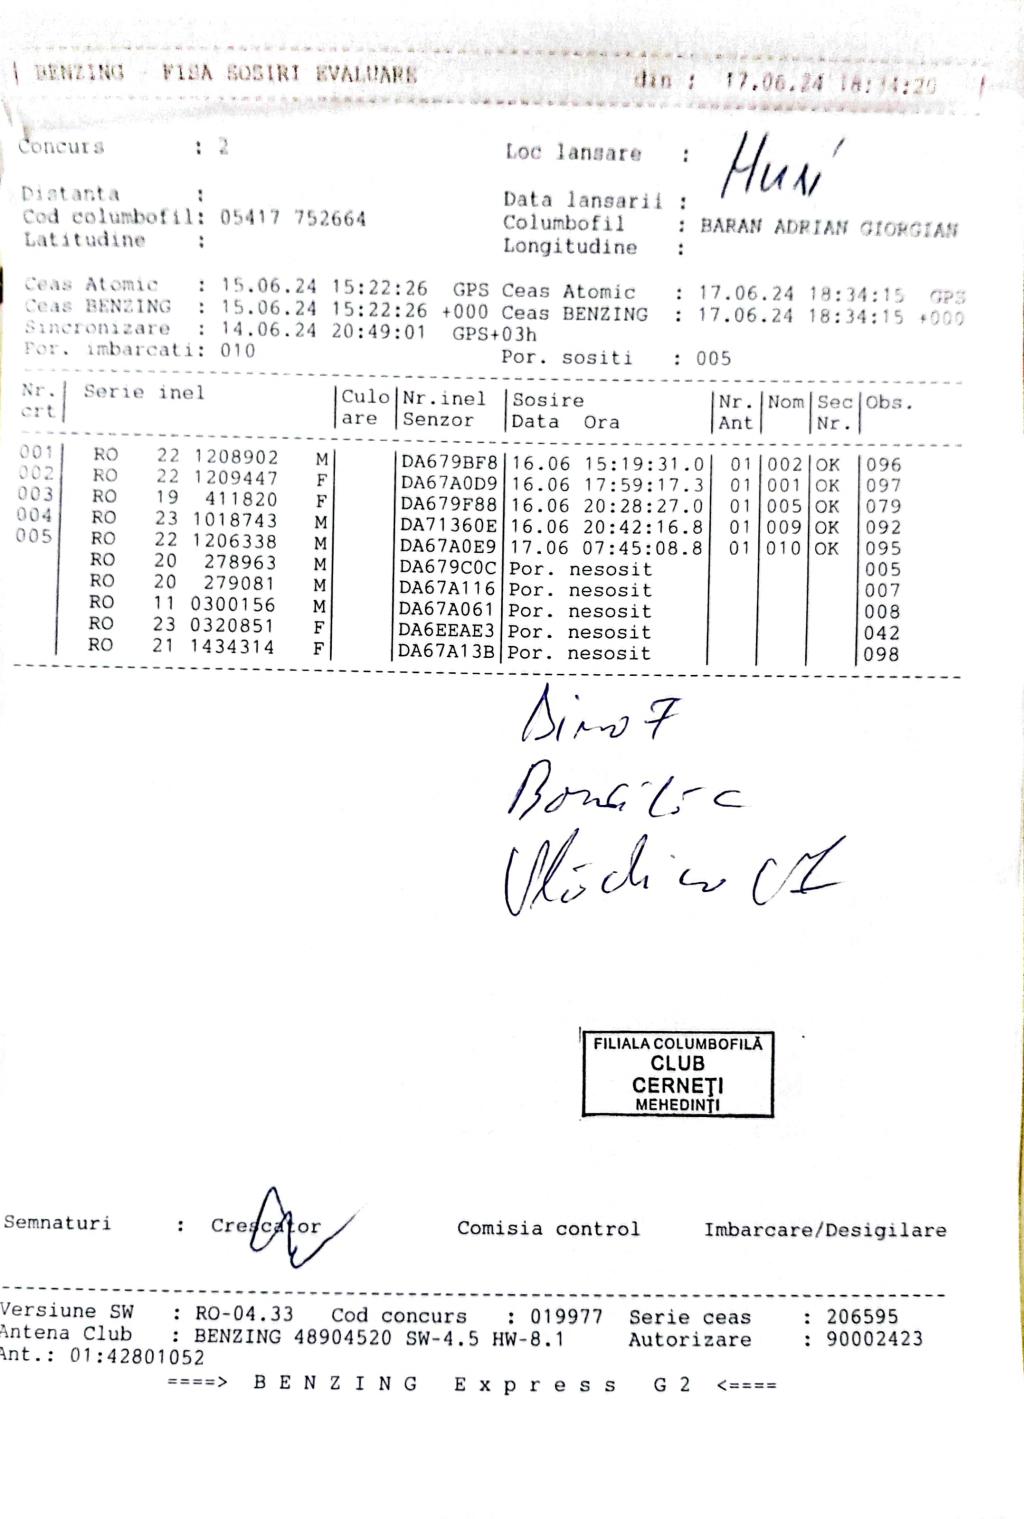 | BENZING - FISA SOSIRI EVALUARE din : 17.06.24 18:34:20 |
Concurs : 2 Loc lansare :
Distanta : Data lansarii :
Cod columbofil: 05417 752664 Columbofil : BARAN ADRIAN GIORGIAN
Latitudine : Longitudine :
Ceas Atomic : 15.06.24 15:22:26 GPS Ceas Atomic : 17.06.24 18:34:15 GPS
Ceas BENZING : 15.06.24 15:22:26 +000 Ceas BENZING : 17.06.24 18:34:15 +000
Sincronizare : 14.06.24 20:49:01 GPS+03h
Por. imbarcati: 010 Por. sositi : 005
Nr. | Serie inel | Culo | Nr.inel | Sosire | Nr. | Nom | Sec | Obs.
crt | are | Senzor | Data Ora | Ant | Nr. |
001 | RO 22 1208902 M | DA679BF8 | 16.06 15:19:31.0 | 01 | 002 | OK | 096
002 | RO 22 1209447 F | DA67A0D9 | 16.06 17:59:17.3 | 01 | 001 | OK | 097
003 | RO 19 411820 F | DA679F88 | 16.06 20:28:27.0 | 01 | 005 | OK | 079
004 | RO 23 1018743 M | DA71360E | 16.06 20:42:16.8 | 01 | 009 | OK | 092
005 | RO 22 1206338 M | DA67A0E9 | 17.06 07:45:08.8 | 01 | 010 | OK | 095
RO 20 278963 M | DA679C0C | Por. nesosit | 005
RO 20 279081 M | DA67A116 | Por. nesosit | 007
RO 11 0300156 M | DA67A061 | Por. nesosit | 008
RO 23 0320851 F | DA6EEAE3 | Por. nesosit | 042
RO 21 1434314 F | DA67A13B | Por. nesosit | 098
FILIALA COLUMBOFILĂ
CLUB
CERNEȚI
MEHEDINȚI
Semnaturi : Crescator Comisia control Imbarcare/Desigilare
Versiune SW : RO-04.33 Cod concurs : 019977 Serie ceas : 206595
Antena Club : BENZING 48904520 SW-4.5 HW-8.1 Autorizare : 90002423
Ant.: 01:42801052
====> B E N Z I N G E x p r e s s G 2 <====